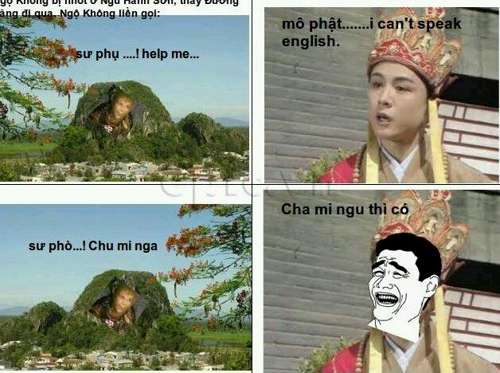 Ngộ Không bị nhốt ở Ngũ Hành Sơn, thấy Đường
Tăng đi qua. Ngộ Không liền gọi:
sư phụ ....! help me...
mô phật.......i can't speak
english.
sư phò...! Chu mi nga
Cha mi ngu thì có